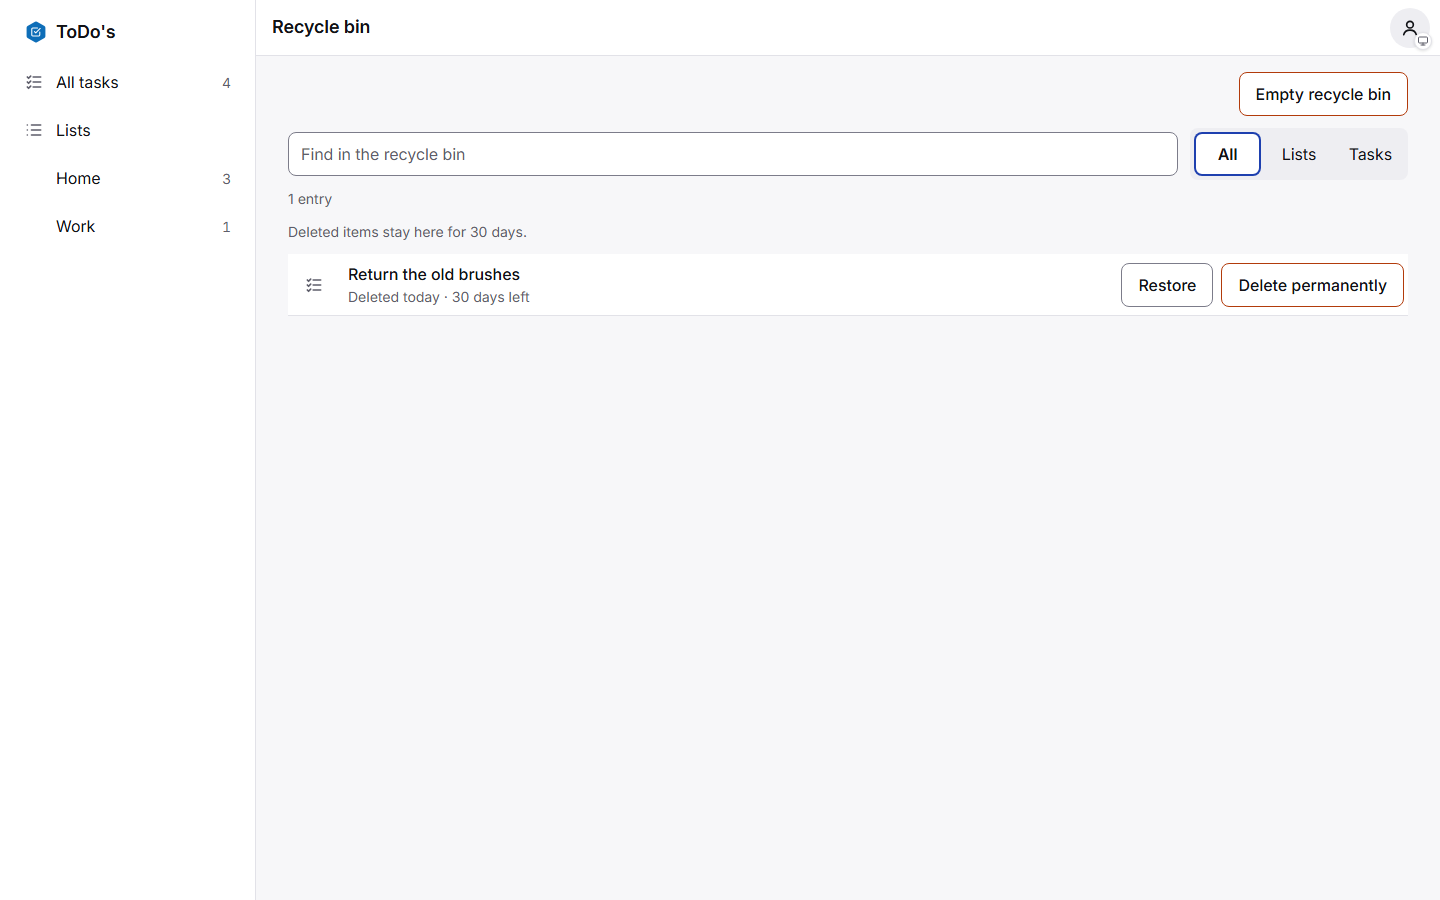 ToDo's
Recycle bin
All tasks 4
Lists
Home 3
Work 1
Empty recycle bin
Find in the recycle bin
All Lists Tasks
1 entry
Deleted items stay here for 30 days.
Return the old brushes
Deleted today · 30 days left
Restore Delete permanently